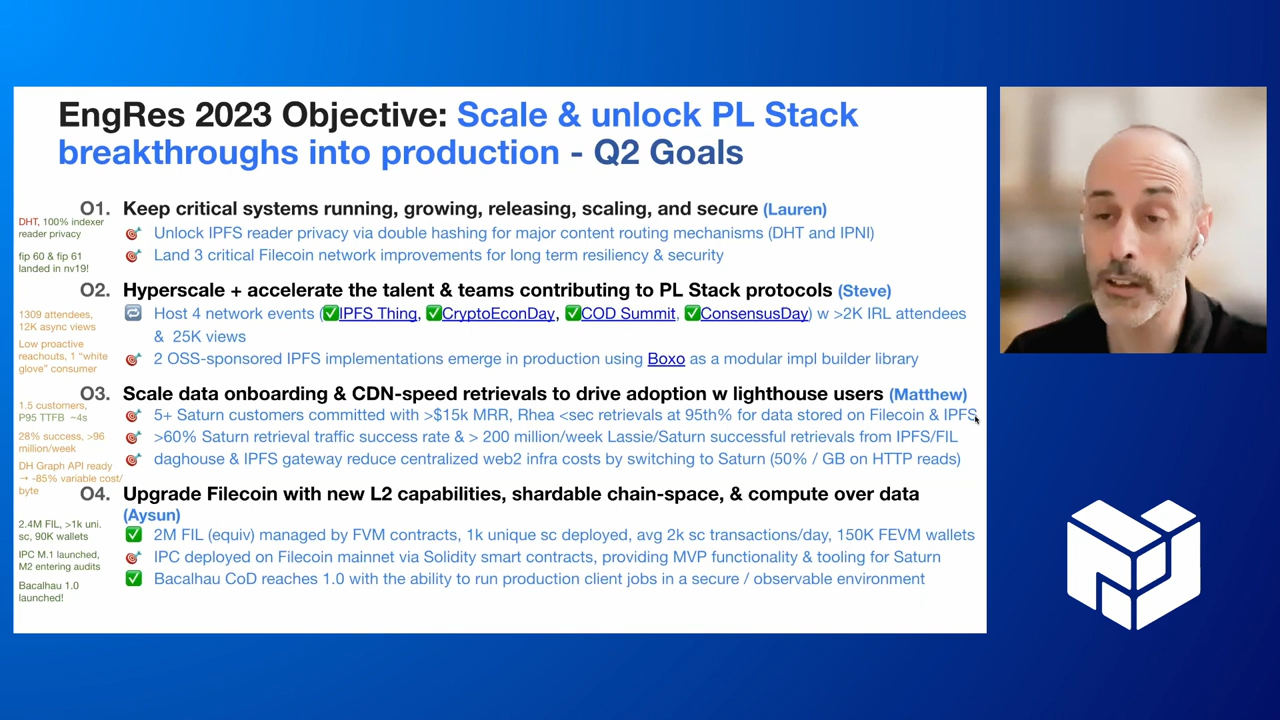 EngRes 2023 Objective: Scale & unlock PL Stack
breakthroughs into production - Q2 Goals
O1. Keep critical systems running, growing, releasing, scaling, and secure (Lauren)
DHT, 100% indexer
reader privacy
Unlock IPFS reader privacy via double hashing for major content routing mechanisms (DHT and IPNI)
fip 60 & fip 61
landed in nv19!
Land 3 critical Filecoin network improvements for long term resiliency & security
O2. Hyperscale + accelerate the talent & teams contributing to PL Stack protocols (Steve)
1309 attendees,
12K async views
Host 4 network events (✅IPFS Thing, ✅CryptoEconDay, ✅COD Summit, ✅ConsensusDay) w >2K IRL attendees
& 25K views
Low proactive
reachouts, 1 "white
glove" consumer
2 OSS-sponsored IPFS implementations emerge in production using Boxo as a modular impl builder library
O3. Scale data onboarding & CDN-speed retrievals to drive adoption w lighthouse users (Matthew)
1.5 customers,
P95 TTFB ~4s
5+ Saturn customers committed with >$15k MRR, Rhea <sec retrievals at 95th% for data stored on Filecoin & IPFS
28% success, >96
million/week
>60% Saturn retrieval traffic success rate & > 200 million/week Lassie/Saturn successful retrievals from IPFS/FIL
DH Graph API ready
→ -85% variable cost/
byte
daghouse & IPFS gateway reduce centralized web2 infra costs by switching to Saturn (50% / GB on HTTP reads)
O4. Upgrade Filecoin with new L2 capabilities, shardable chain-space, & compute over data
(Aysun)
2.4M FIL, >1k uni.
sc, 90K wallets
2M FIL (equiv) managed by FVM contracts, 1k unique sc deployed, avg 2k sc transactions/day, 150K FEVM wallets
IPC M.1 launched,
M2 entering audits
IPC deployed on Filecoin mainnet via Solidity smart contracts, providing MVP functionality & tooling for Saturn
Bacalhau 1.0
launched!
Bacalhau CoD reaches 1.0 with the ability to run production client jobs in a secure / observable environment